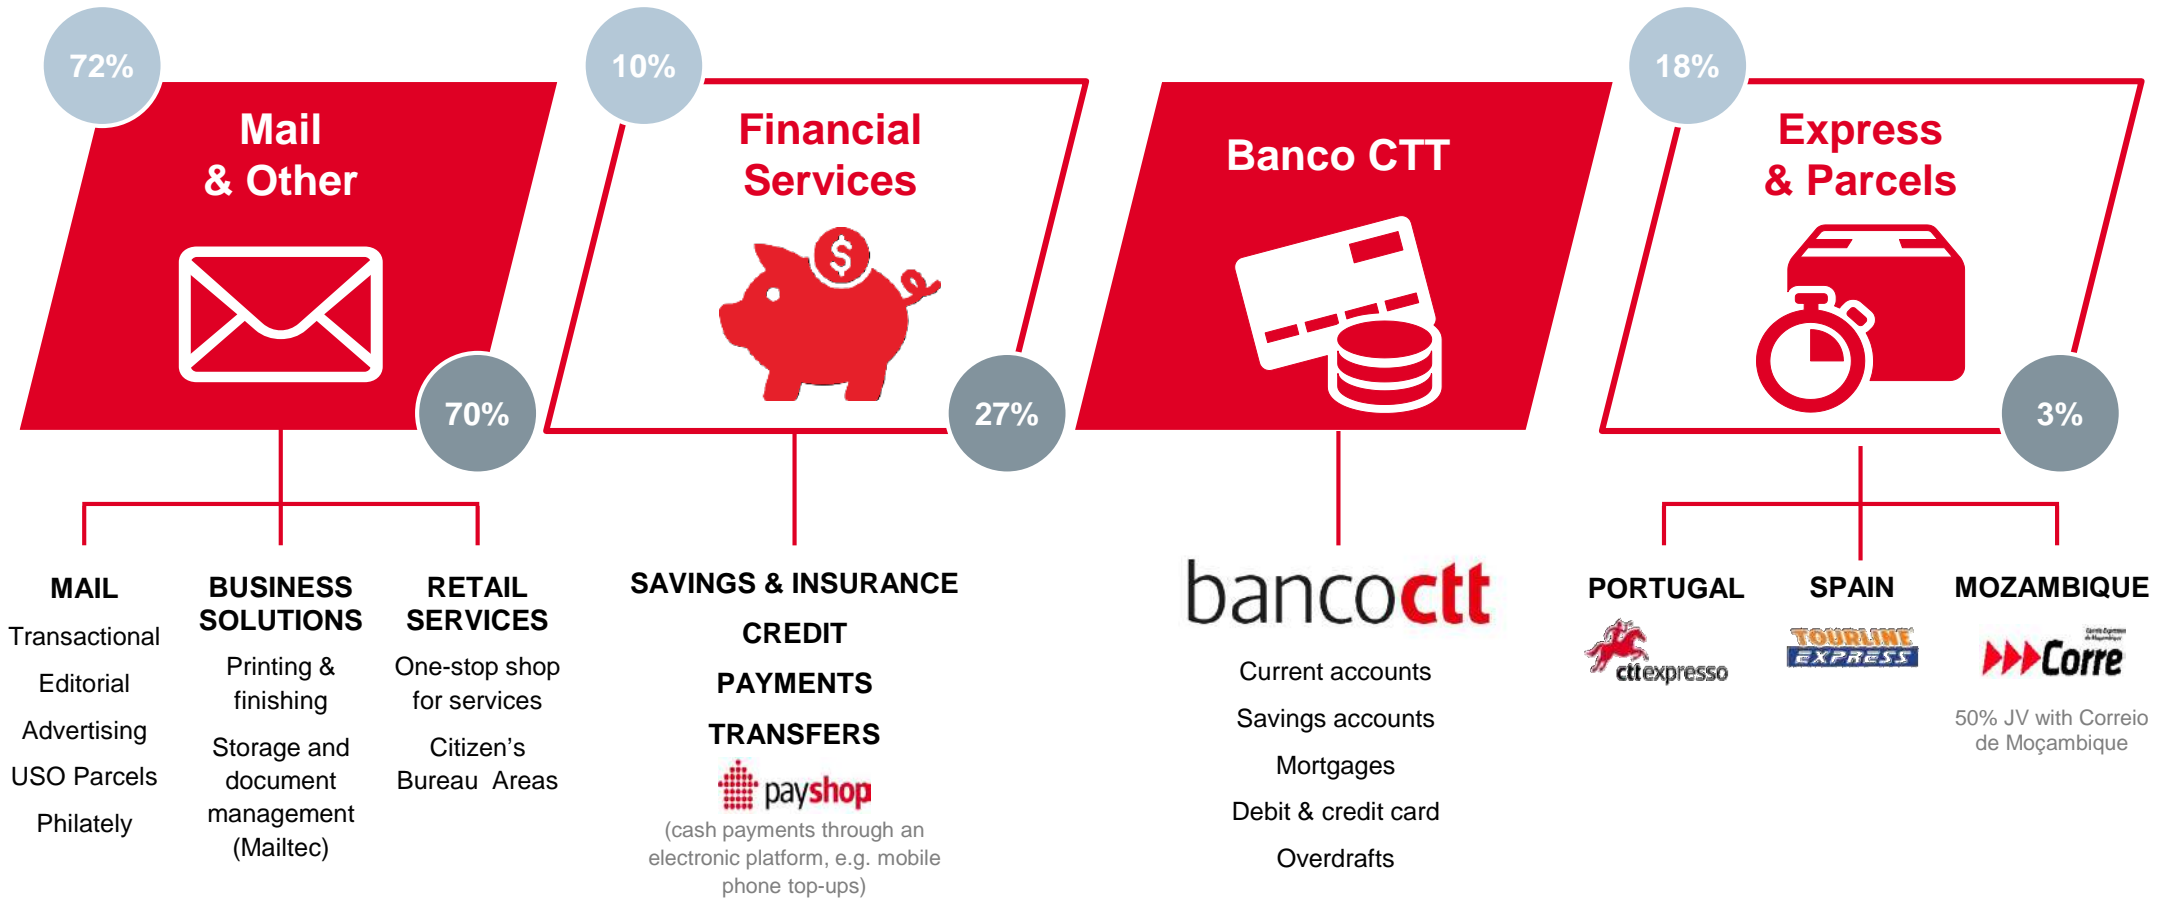 72%
Mail
& Other
70%
10%
Financial
Services
$
27%
Banco CTT
18%
Express
& Parcels
3%
MAIL
Transactional
Editorial
Advertising
USO Parcels
Philately
BUSINESS
SOLUTIONS
Printing &
finishing
Storage and
document
management
(Mailtec)
RETAIL
SERVICES
One-stop shop
for services
Citizen's
Bureau Areas
SAVINGS & INSURANCE
CREDIT
PAYMENTS
TRANSFERS
payshop
(cash payments through an
electronic platform, e.g. mobile
phone top-ups)
bancoctt
Current accounts
Savings accounts
Mortgages
Debit & credit card
Overdrafts
PORTUGAL
cttexpresso
SPAIN
TOURLINE
EXPRESS
MOZAMBIQUE
Correio Expresso
de Moçambique
Corre
50% JV with Correio
de Moçambique